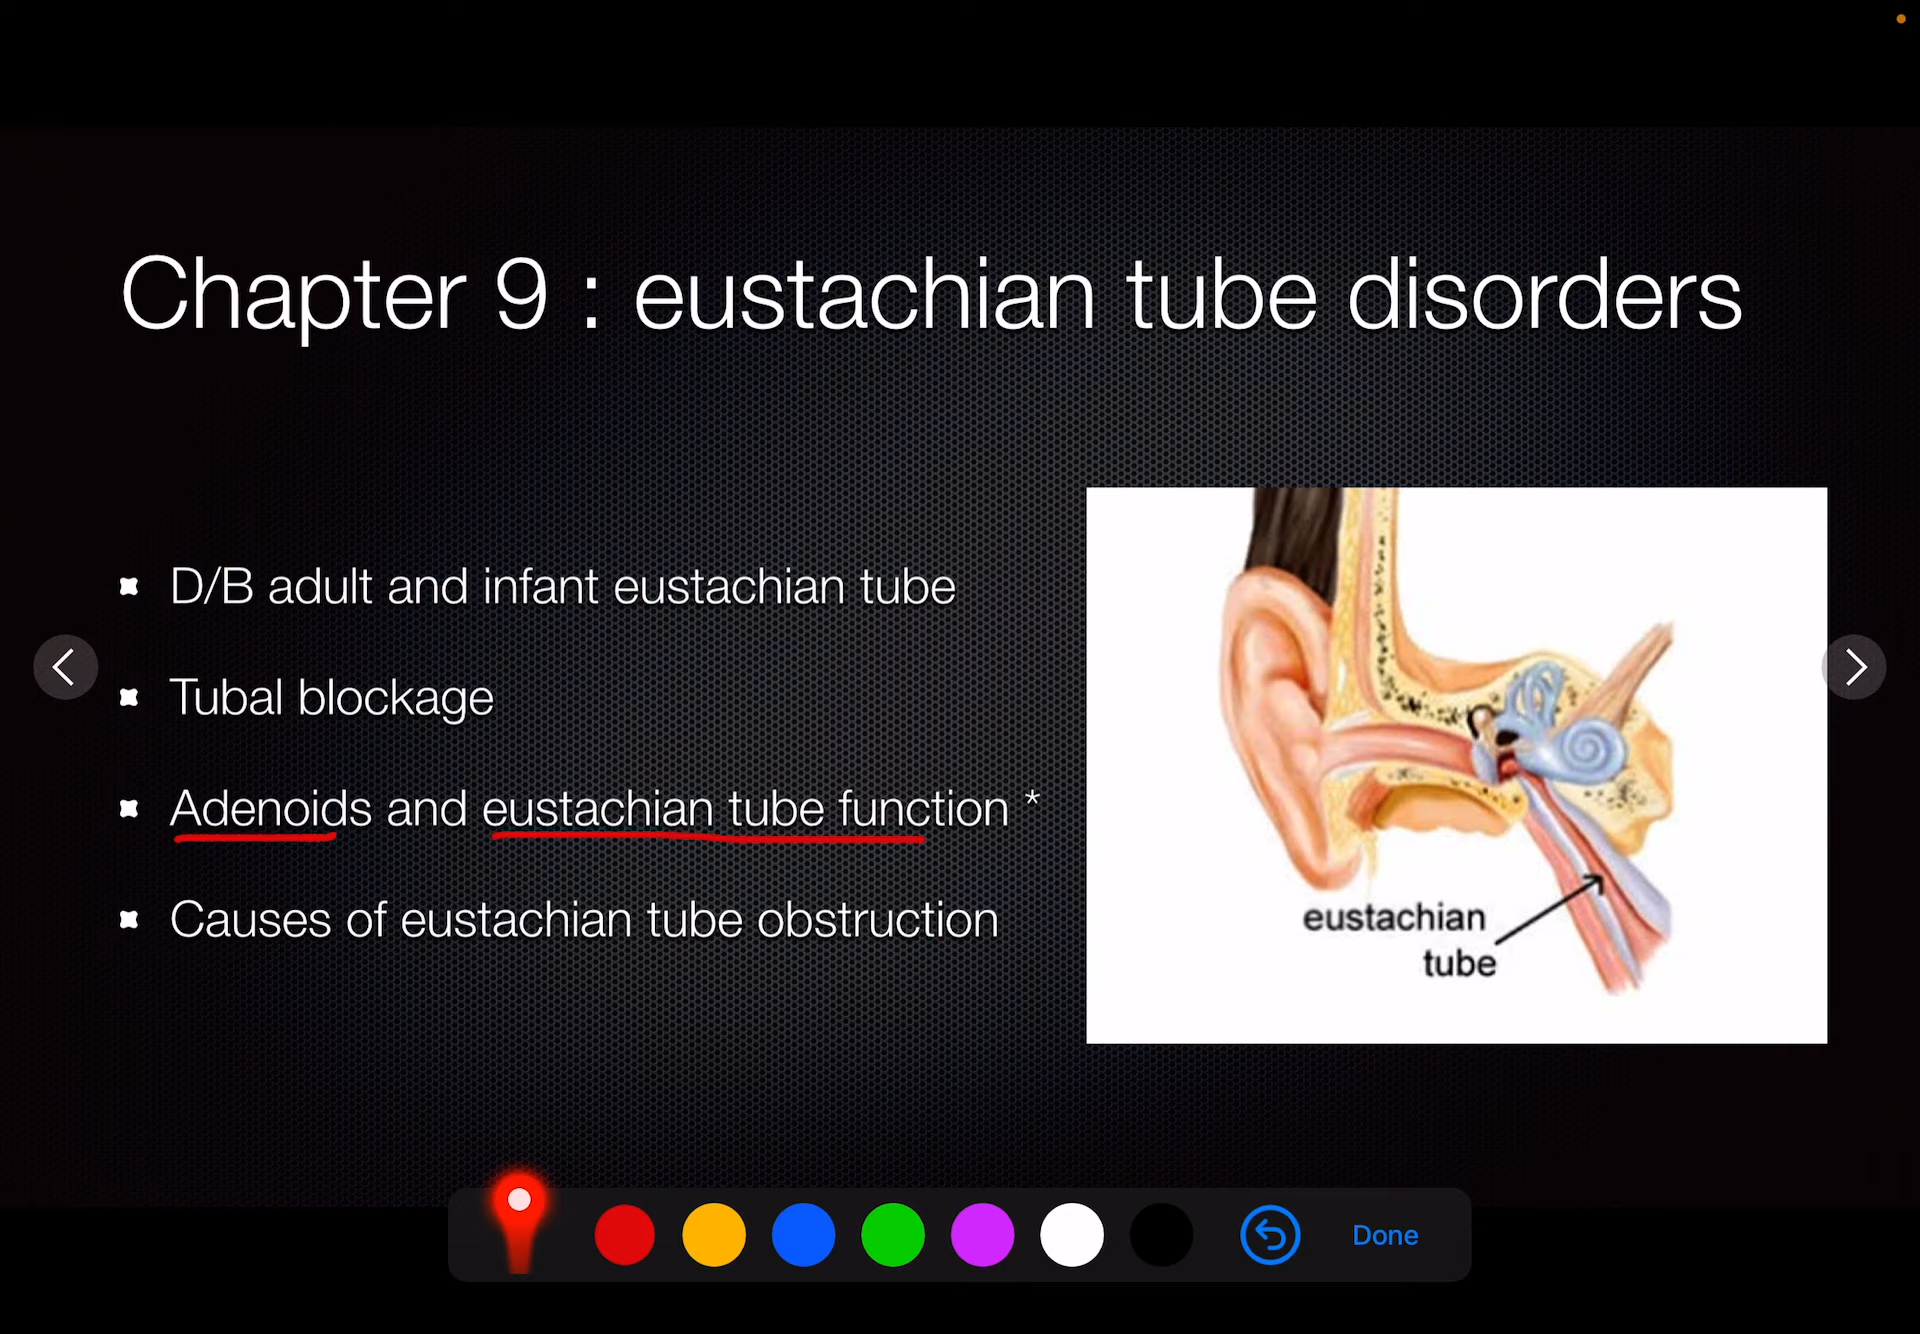 Chapter 9 : eustachian tube disorders
D/B adult and infant eustachian tube
Tubal blockage
Adenoids and eustachian tube function *
Causes of eustachian tube obstruction
eustachian
tube
Done